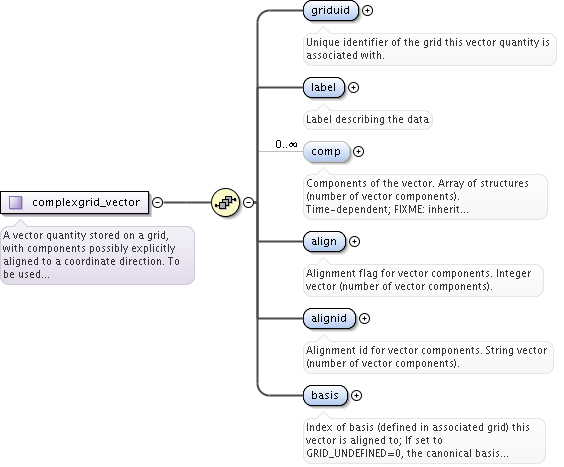 griduid
Unique identifier of the grid this vector quantity is
associated with.
label
Label describing the data
0..∞
comp
Components of the vector. Array of structures
(number of vector components).
Time-dependent; FIXME: inherit...
complexgrid_vector
A vector quantity stored on a grid,
with components possibly explicitly
aligned to a coordinate direction. To
be used...
align
Alignment flag for vector components. Integer
vector (number of vector components).
alignid
Alignment id for vector components. String vector
(number of vector components).
basis
Index of basis (defined in associated grid) this
vector is aligned to; If set to
GRID_UNDEFINED=0, the canonical basis...